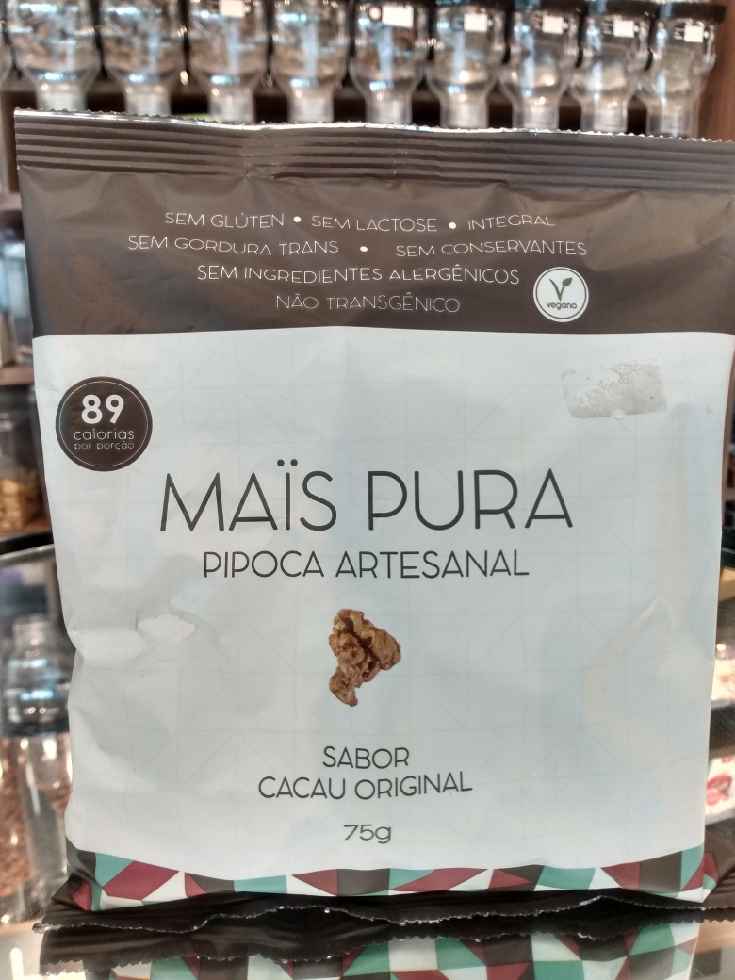 SEM GLÚTEN • SEM LACTOSE • INTEGRAL
SEM GORDURA TRANS • SEM CONSERVANTES
SEM INGREDIENTES ALERGÊNICOS
NÃO TRANSGÊNICO
vegano
89
calorias
por porção
MAÏS PURA
PIPOCA ARTESANAL
SABOR
CACAU ORIGINAL
75g